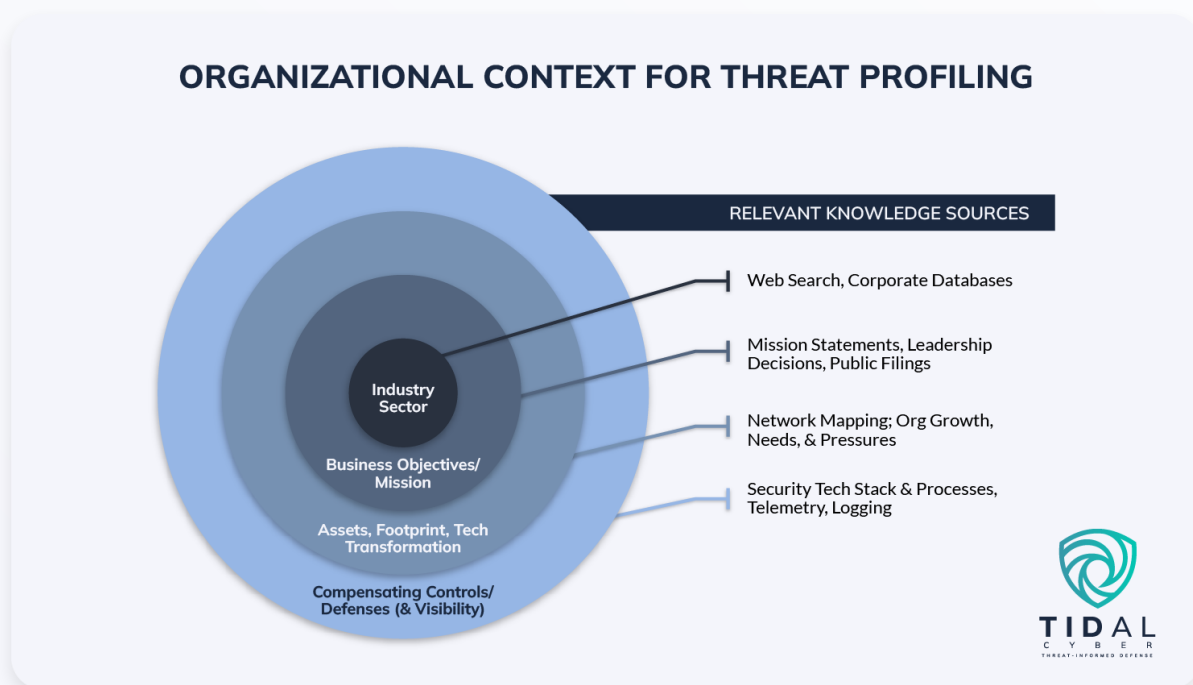 ORGANIZATIONAL CONTEXT FOR THREAT PROFILING
RELEVANT KNOWLEDGE SOURCES
Web Search, Corporate Databases
Mission Statements, Leadership
Decisions, Public Filings
Network Mapping; Org Growth,
Needs, & Pressures
Security Tech Stack & Processes,
Telemetry, Logging
Industry
Sector
Business Objectives/
Mission
Assets, Footprint, Tech
Transformation
Compensating Controls/
Defenses (& Visibility)
TIDAL
CYBER
THREAT-INFORMED DEFENSE